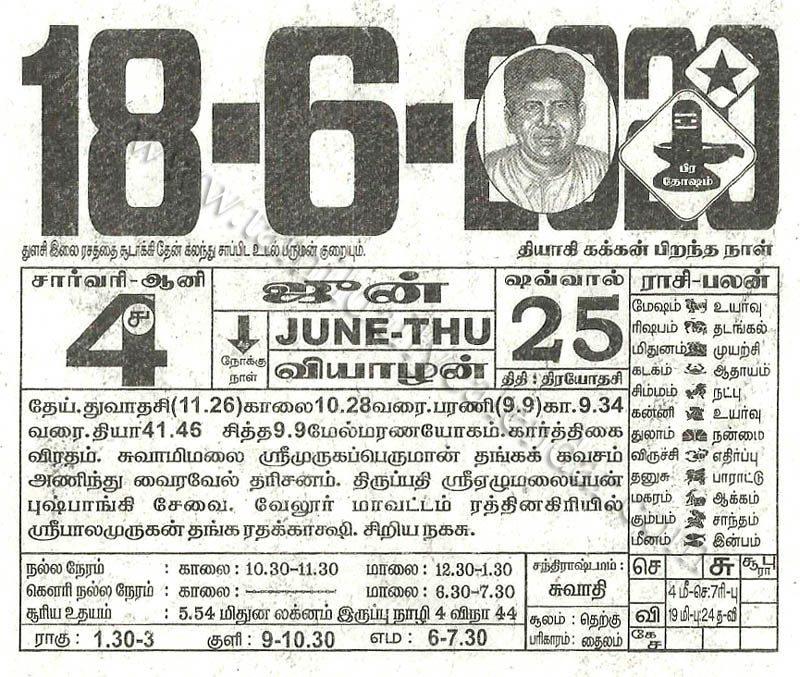 18-6-2020
பிர
தோஷம்
துளசி இலை ரசத்தை சூடாக்கி தேன் கலந்து சாப்பிட உடல் பருமன் குறையும்.
தியாகி கக்கன் பிறந்த நாள்
சார்வரி-ஆனி
4
சு
ஜுன்
JUNE-THU
வியாழன்
நோக்கு
நாள்
ஷவ்வால்
25
திதி : திரயோதசி
ராசி-பலன்
மேஷம் உயர்வு
ரிஷபம் தடங்கல்
மிதுனம் முயற்சி
கடகம் ஆதாயம்
சிம்மம் நட்பு
கன்னி உயர்வு
துலாம் நன்மை
விருச்சி எதிர்ப்பு
தனுசு பாராட்டு
மகரம் ஆக்கம்
கும்பம் சாந்தம்
மீனம் இன்பம்
தேய்.துவாதசி(11.26)காலை10.28வரை.பரணி(9.9)கா.9.34
வரை.தியா41.46 சித்த9.9மேல்மரணயோகம்.கார்த்திகை
விரதம். சுவாமிமலை ஸ்ரீமுருகப்பெருமான் தங்கக் கவசம்
அணிந்து வைரவேல் தரிசனம். திருப்பதி ஸ்ரீஏழுமலையப்பன்
புஷ்பாங்கி சேவை. வேலூர் மாவட்டம் ரத்தினகிரியில்
ஸ்ரீபாலமுருகன் தங்க ரதக்காக்ஷி. சிறிய நகசு.
நல்ல நேரம் : காலை: 10.30-11.30 மாலை: 12.30-1.30
கௌரி நல்ல நேரம் : காலை: மாலை: 6.30-7.30
சூரிய உதயம் : 5.54 மிதுன லக்னம் இருப்பு நாழி 4 விநா 44
ராகு : 1.30-3 குளி : 9-10.30 எம : 6-7.30
சந்திராஷ்டமம் :
சுவாதி
சூலம் : தெற்கு
பரிகாரம் : தைலம்
செ சு சூ பு ரா
4 மீ-செ:7ரி-பு
வி 19 மி-பு:24 த-வி
கே
ச